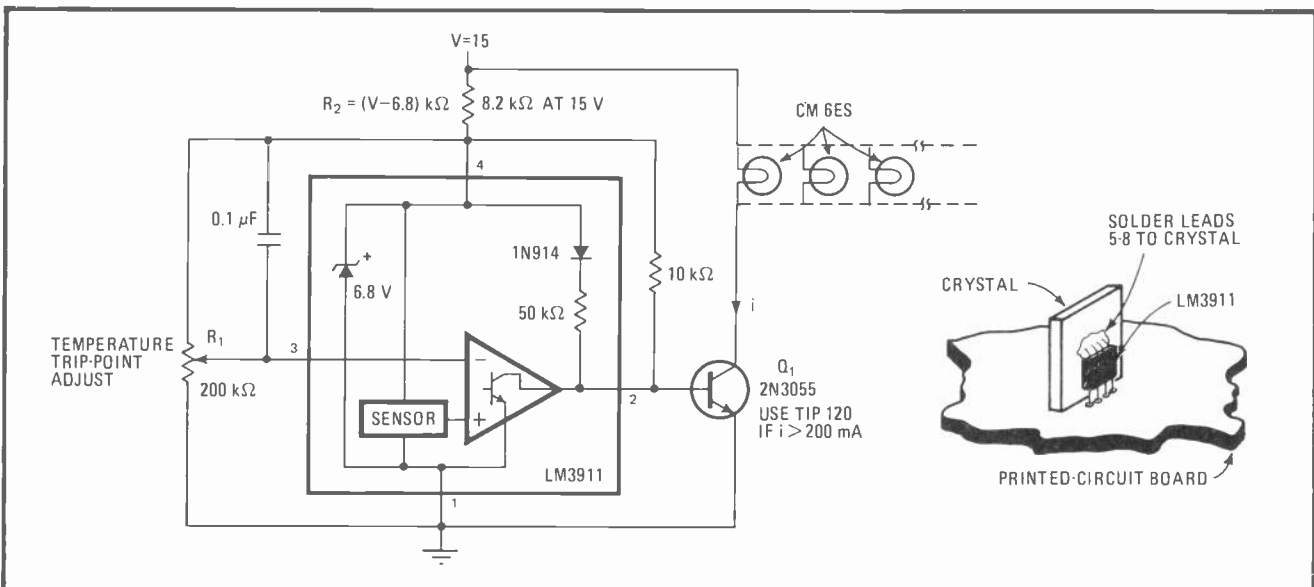 V=15
R2 = (V−6.8) kΩ
8.2 kΩ AT 15 V
CM 6ES
4
0.1 µF
1N914
+
6.8 V
50 kΩ
10 kΩ
i
TEMPERATURE
TRIP-POINT
ADJUST
R1
200 kΩ
3
−
SENSOR
+
2
Q1
2N3055
USE TIP 120
IF i > 200 mA
LM3911
1
SOLDER LEADS
5-8 TO CRYSTAL
CRYSTAL
LM3911
PRINTED-CIRCUIT BOARD